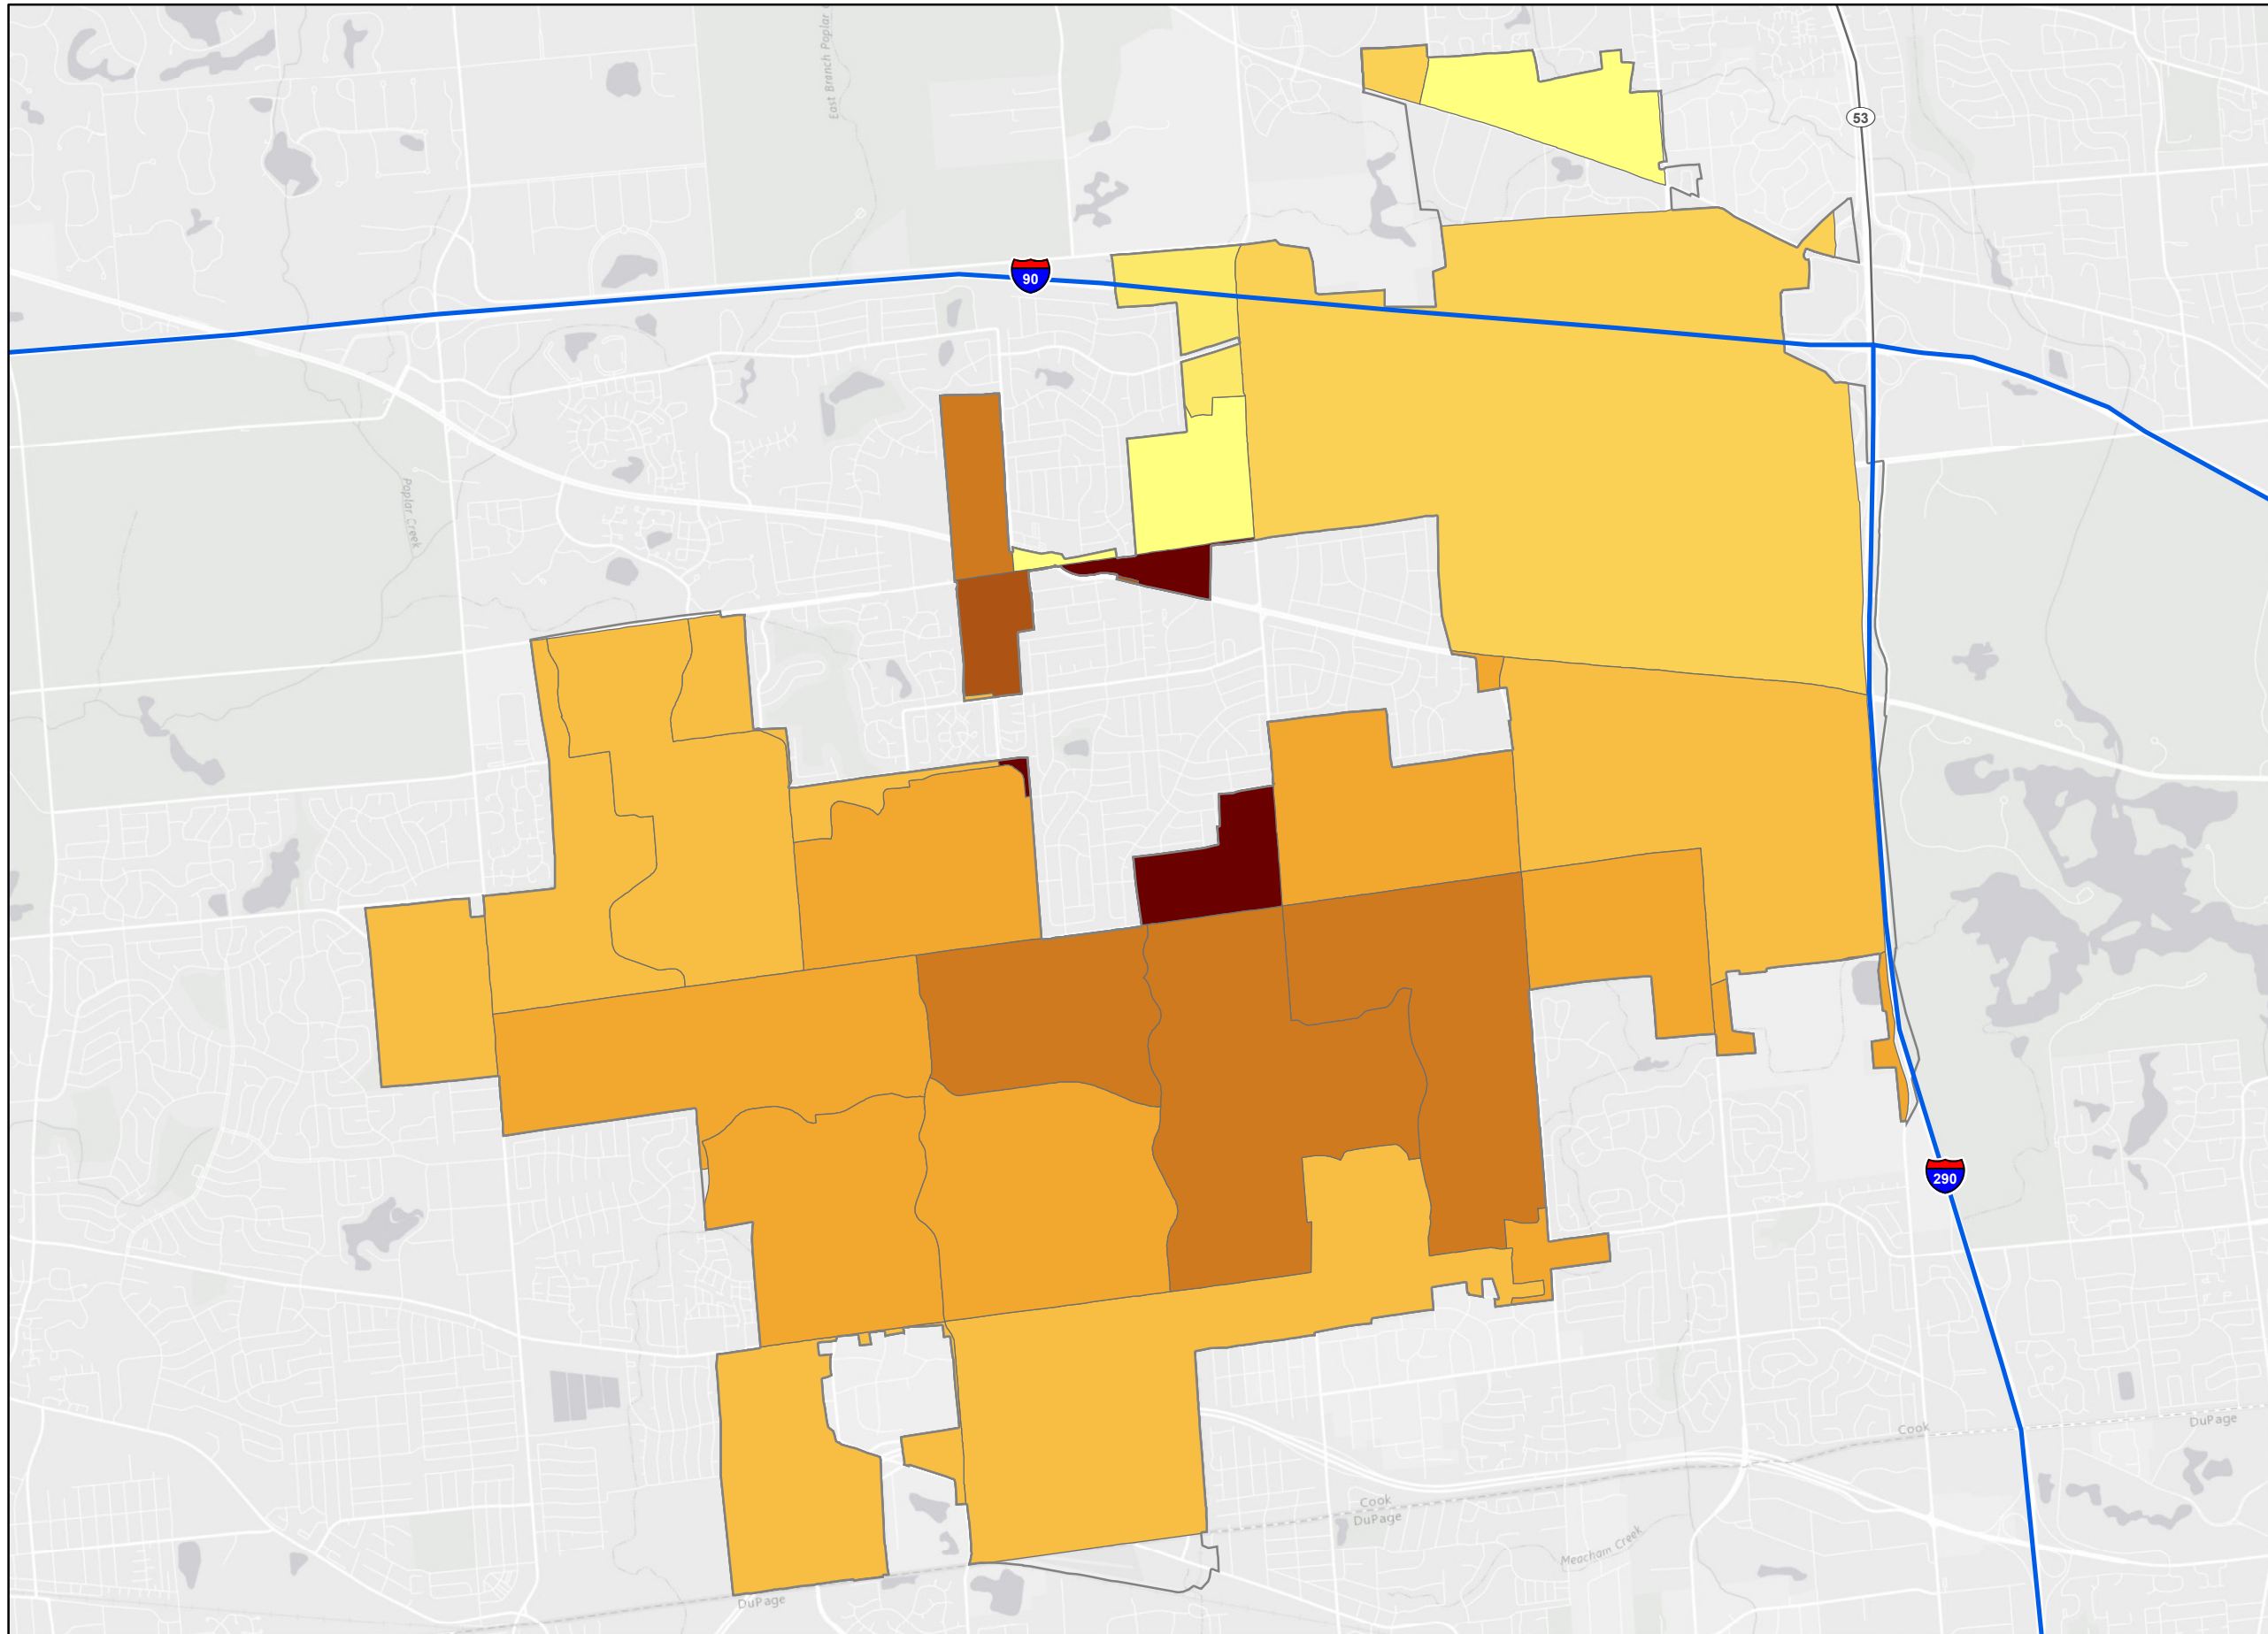 East Branch Poplar
53
90
Poplar Creek
290
Cook
DuPage
Cook
DuPage
Meacham Creek
DuPage